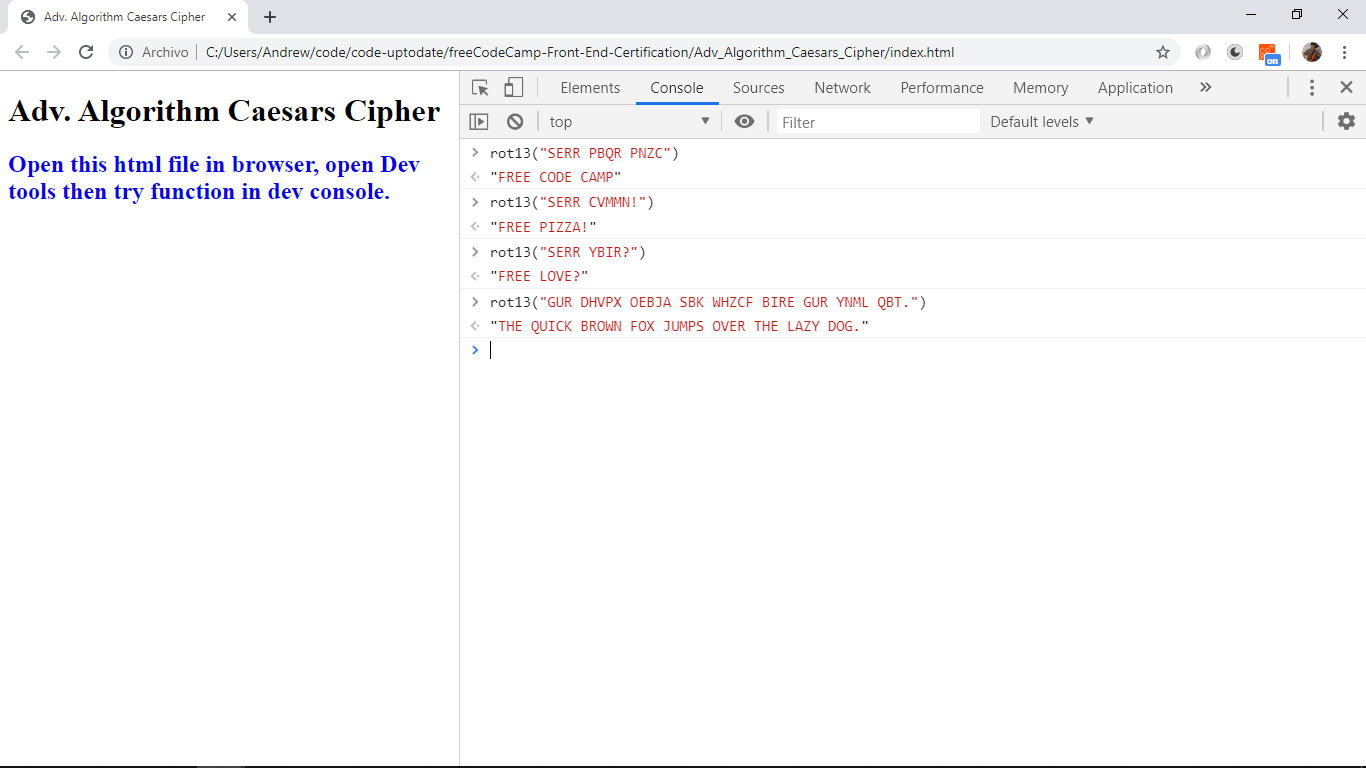 Adv. Algorithm Caesars Cipher
Archivo C:/Users/Andrew/code/code-uptodate/freeCodeCamp-Front-End-Certification/Adv_Algorithm_Caesars_Cipher/index.html
on
Adv. Algorithm Caesars Cipher
Open this html file in browser, open Dev
tools then try function in dev console.
Elements Console Sources Network Performance Memory Application
top Filter Default levels
rot13("SERR PBQR PNZC")
"FREE CODE CAMP"
rot13("SERR CVMMN!")
"FREE PIZZA!"
rot13("SERR YBIR?")
"FREE LOVE?"
rot13("GUR DHVPX OEBJA SBK WHZCF BIRE GUR YNML QBT.")
"THE QUICK BROWN FOX JUMPS OVER THE LAZY DOG."